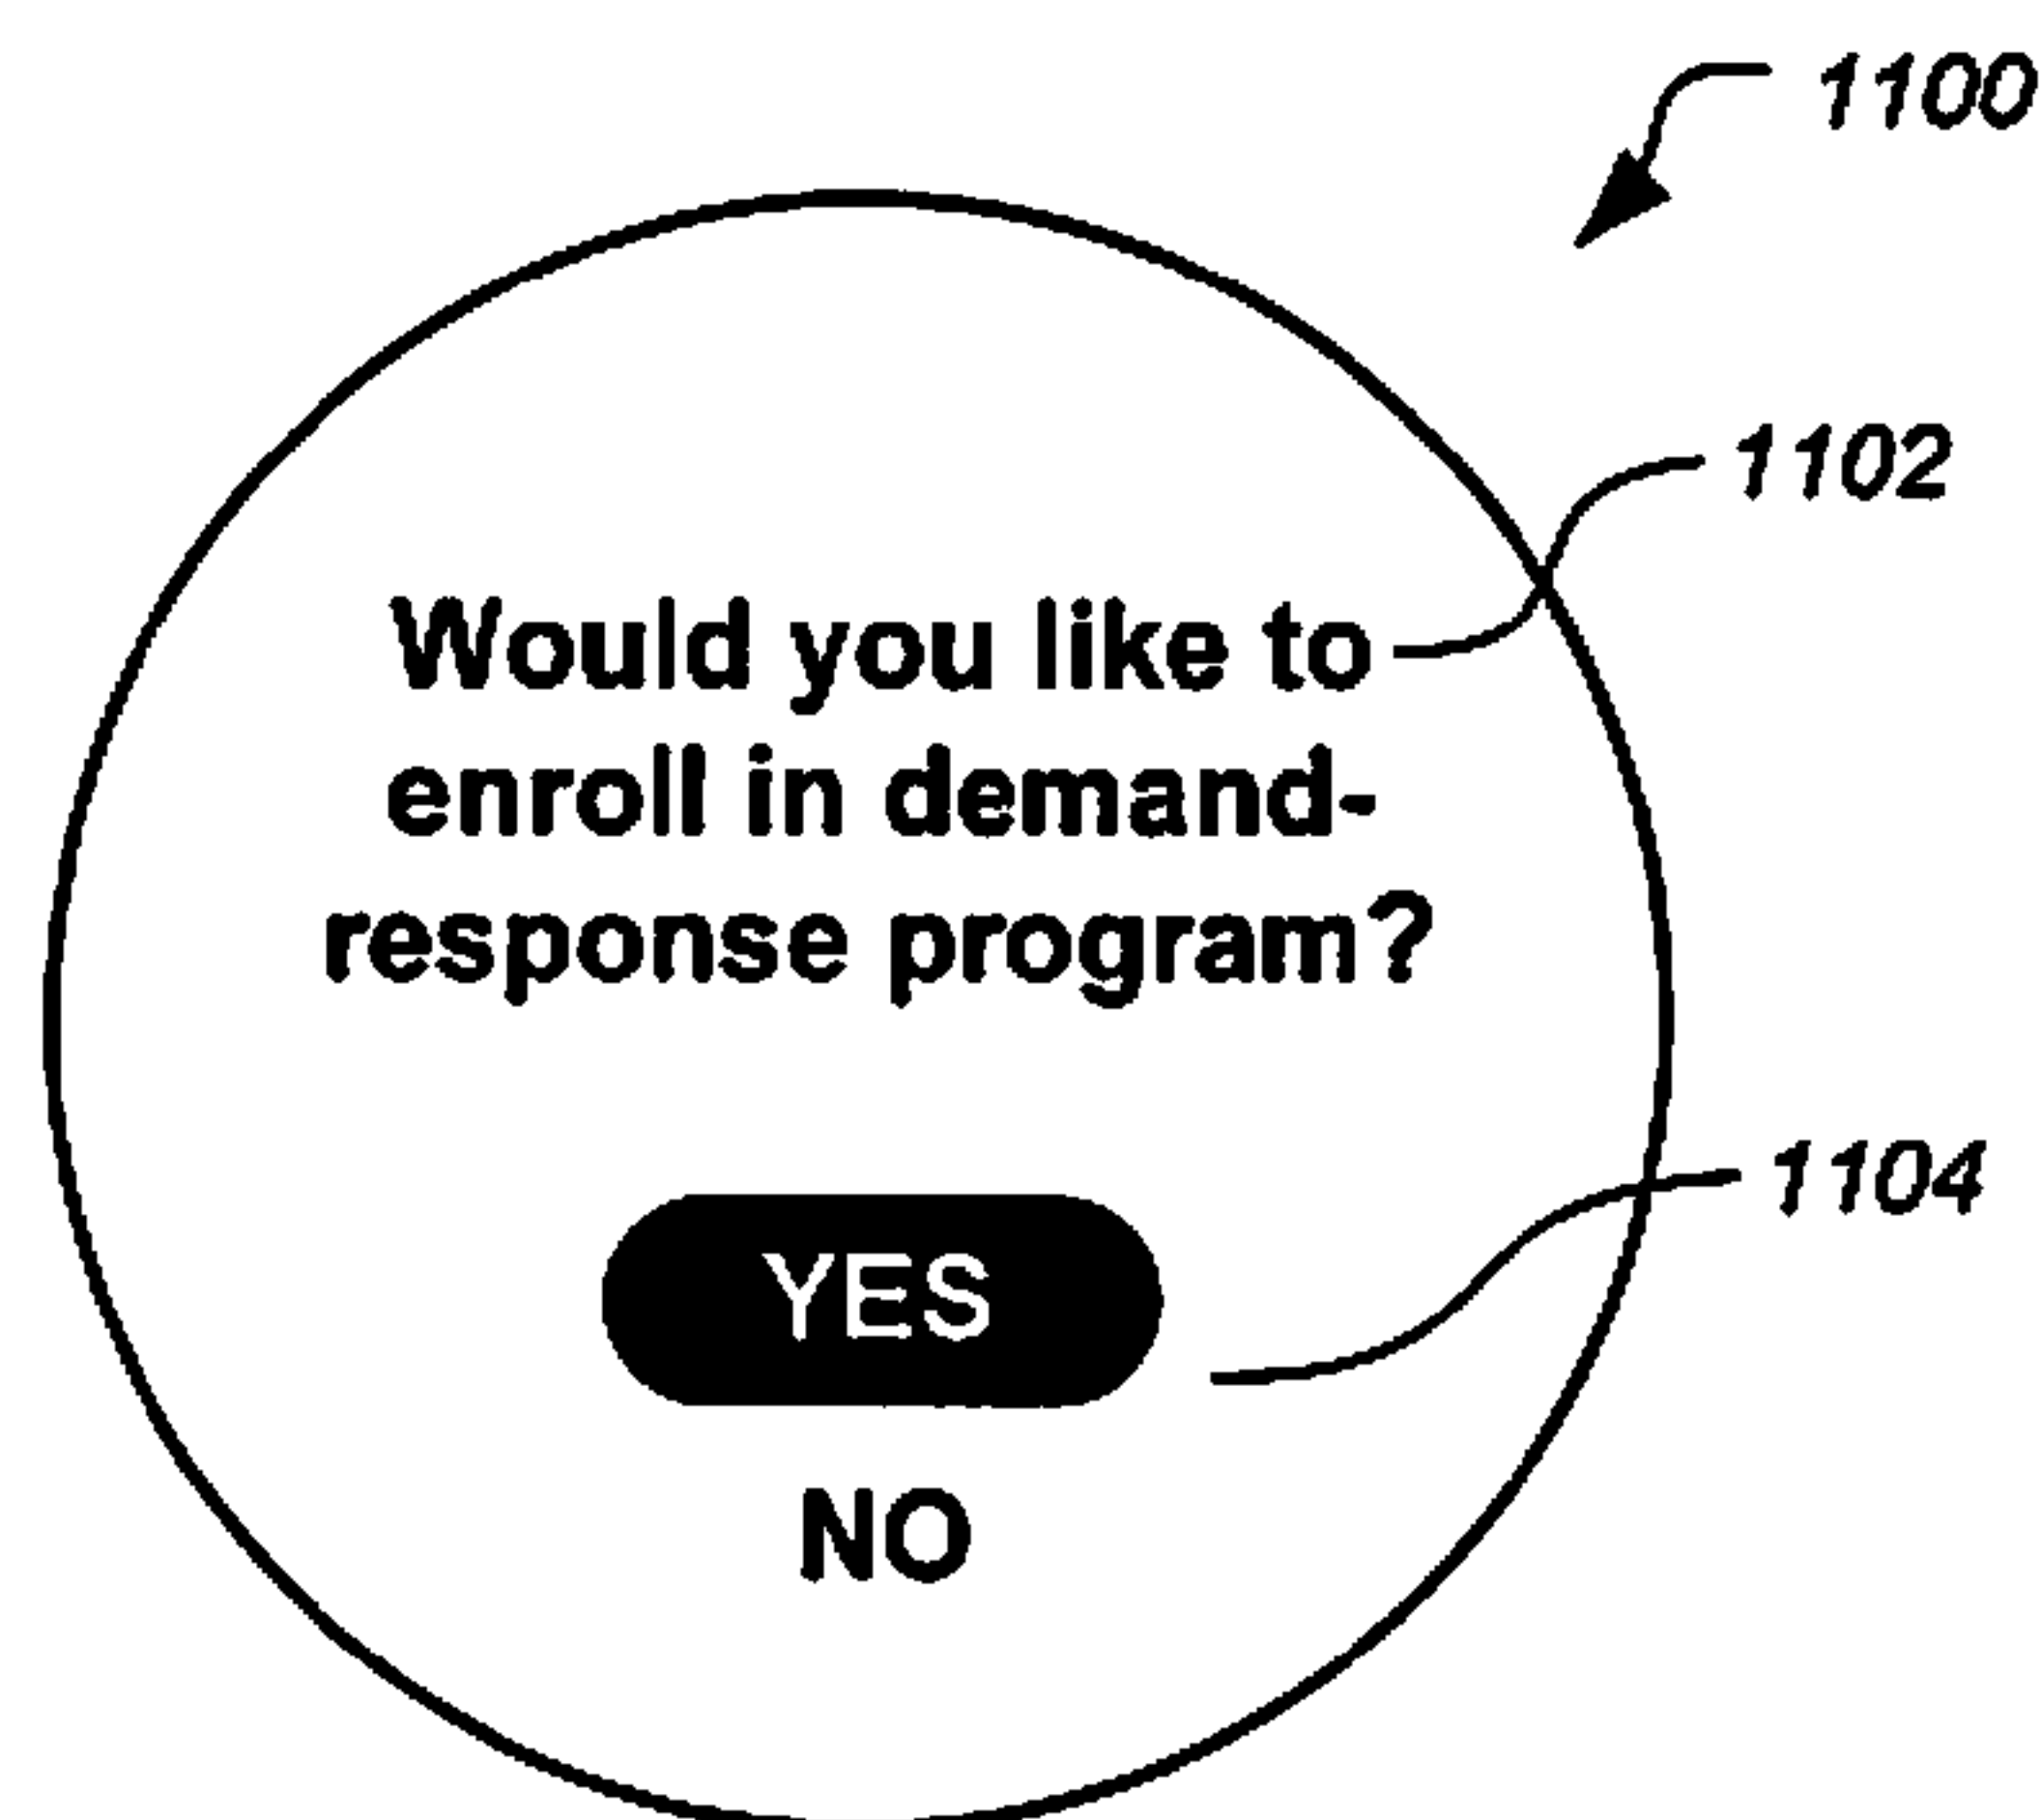 1100
1102
Would you like to
enroll in demand-
response program?
1104
YES
NO